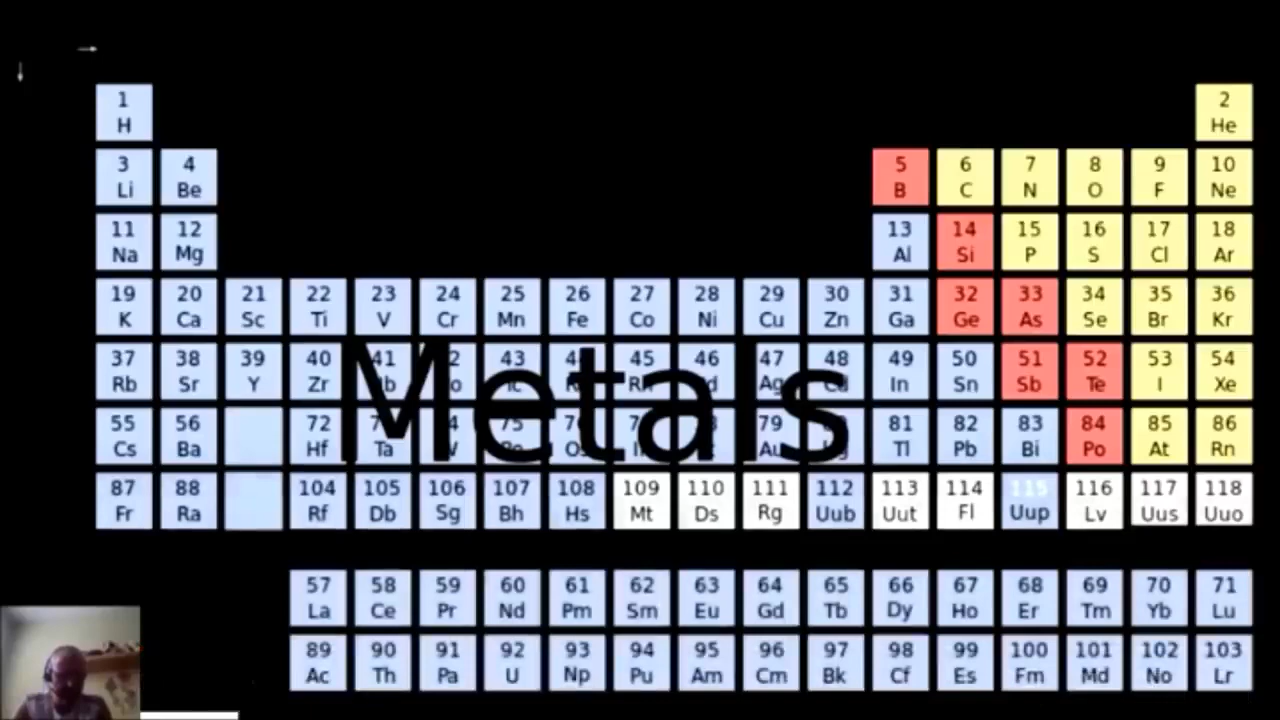 1 2
H He
3 4 5 6 7 8 9 10
Li Be B C N O F Ne
11 12 13 14 15 16 17 18
Na Mg Al Si P S Cl Ar
19 20 21 22 23 24 25 26 27 28 29 30 31 32 33 34 35 36
K Ca Sc Ti V Cr Mn Fe Co Ni Cu Zn Ga Ge As Se Br Kr
37 38 39 40 41 43 45 46 47 48 49 50 51 52 53 54
Rb Sr Y Zr Ag In Sn Sb Te I Xe
Metals
55 56 72 75 79 81 82 83 84 85 86
Cs Ba Hf Ta W Au Tl Pb Bi Po At Rn
87 88 104 105 106 107 108 109 110 111 112 113 114 115 116 117 118
Fr Ra Rf Db Sg Bh Hs Mt Ds Rg Uub Uut Fl Uup Lv Uus Uuo
57 58 59 60 61 62 63 64 65 66 67 68 69 70 71
La Ce Pr Nd Pm Sm Eu Gd Tb Dy Ho Er Tm Yb Lu
89 90 91 92 93 94 95 96 97 98 99 100 101 102 103
Ac Th Pa U Np Pu Am Cm Bk Cf Es Fm Md No Lr